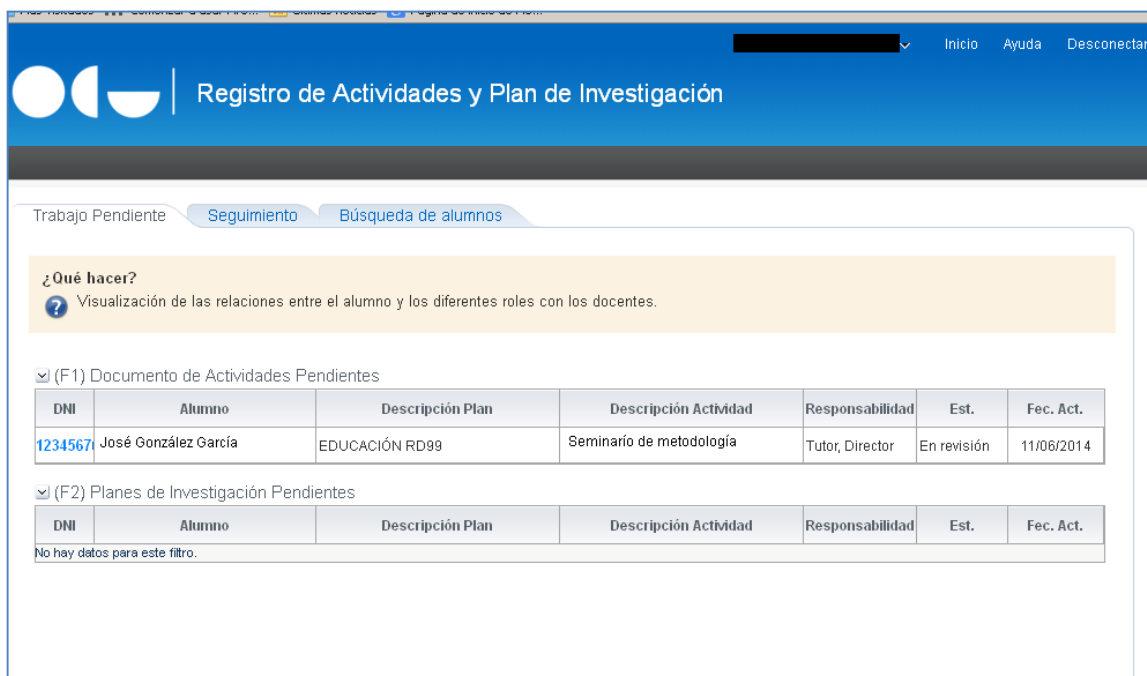 Inicio Ayuda Desconectar
Registro de Actividades y Plan de Investigación
Trabajo Pendiente Seguimiento Búsqueda de alumnos
¿Qué hacer?
Visualización de las relaciones entre el alumno y los diferentes roles con los docentes.
(F1) Documento de Actividades Pendientes
DNI Alumno Descripción Plan Descripción Actividad Responsabilidad Est. Fec. Act.
1234567 José González García EDUCACIÓN RD99 Seminarío de metodología Tutor, Director En revisión 11/06/2014
(F2) Planes de Investigación Pendientes
DNI Alumno Descripción Plan Descripción Actividad Responsabilidad Est. Fec. Act.
No hay datos para este filtro.